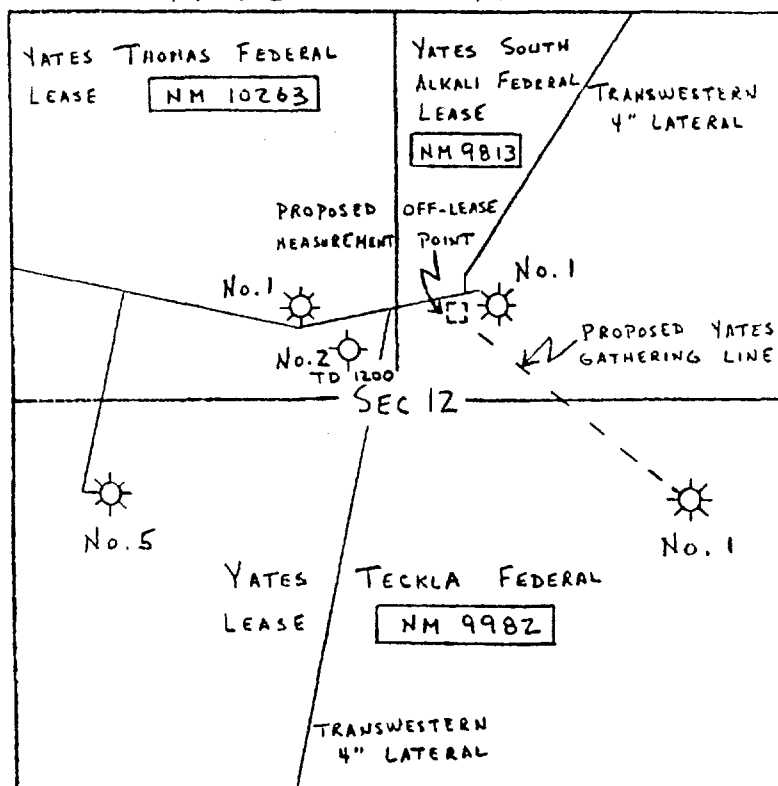 YATES THOMAS FEDERAL
LEASE NM 10263
YATES SOUTH
ALKALI FEDERAL
LEASE
NM 9813
TRANSWESTERN
4" LATERAL
PROPOSED OFF-LEASE
MEASUREMENT POINT
No. 1
No. 1
No. 2
TD 1200
PROPOSED YATES
GATHERING LINE
SEC 12
No. 5
No. 1
YATES TECKLA FEDERAL
LEASE NM 9982
TRANSWESTERN
4" LATERAL